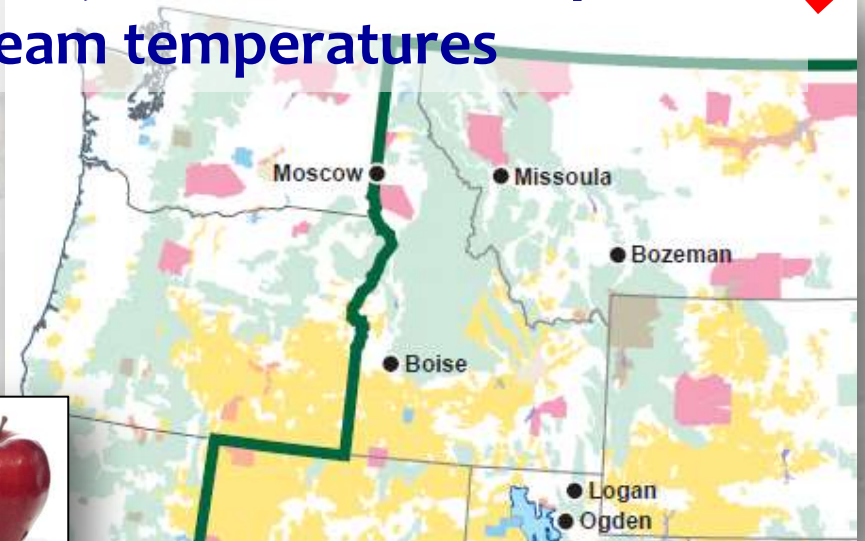 eam temperatures
Moscow
Missoula
Bozeman
Boise
Logan
Ogden